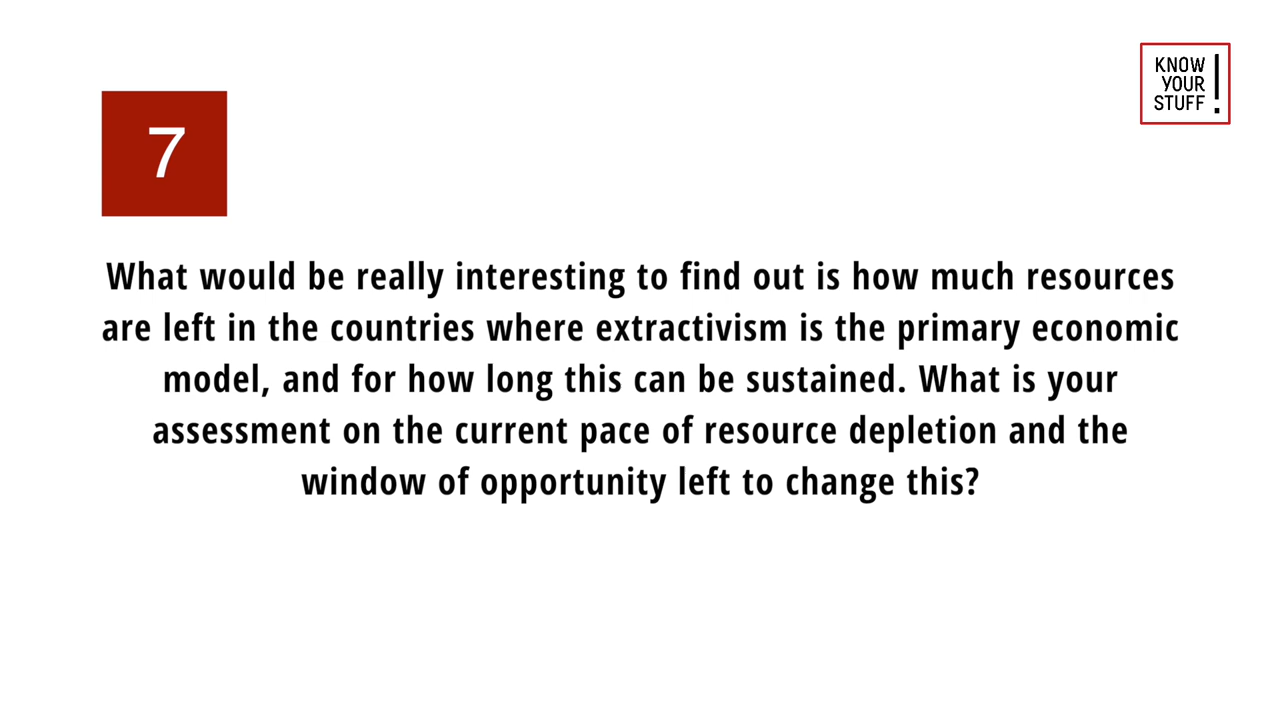 KNOW
YOUR
STUFF !
7
What would be really interesting to find out is how much resources
are left in the countries where extractivism is the primary economic
model, and for how long this can be sustained. What is your
assessment on the current pace of resource depletion and the
window of opportunity left to change this?